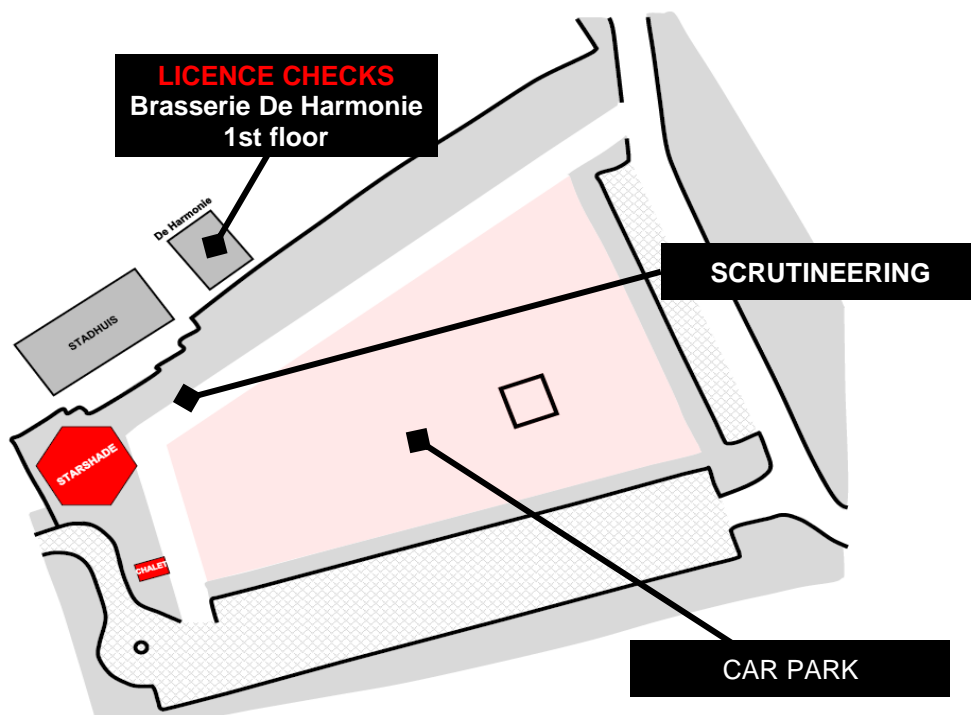 LICENCE CHECKS
Brasserie De Harmonie
1st floor
De Harmonie
SCRUTINEERING
STADHUIS
STARSHADE
CHALET
CAR PARK